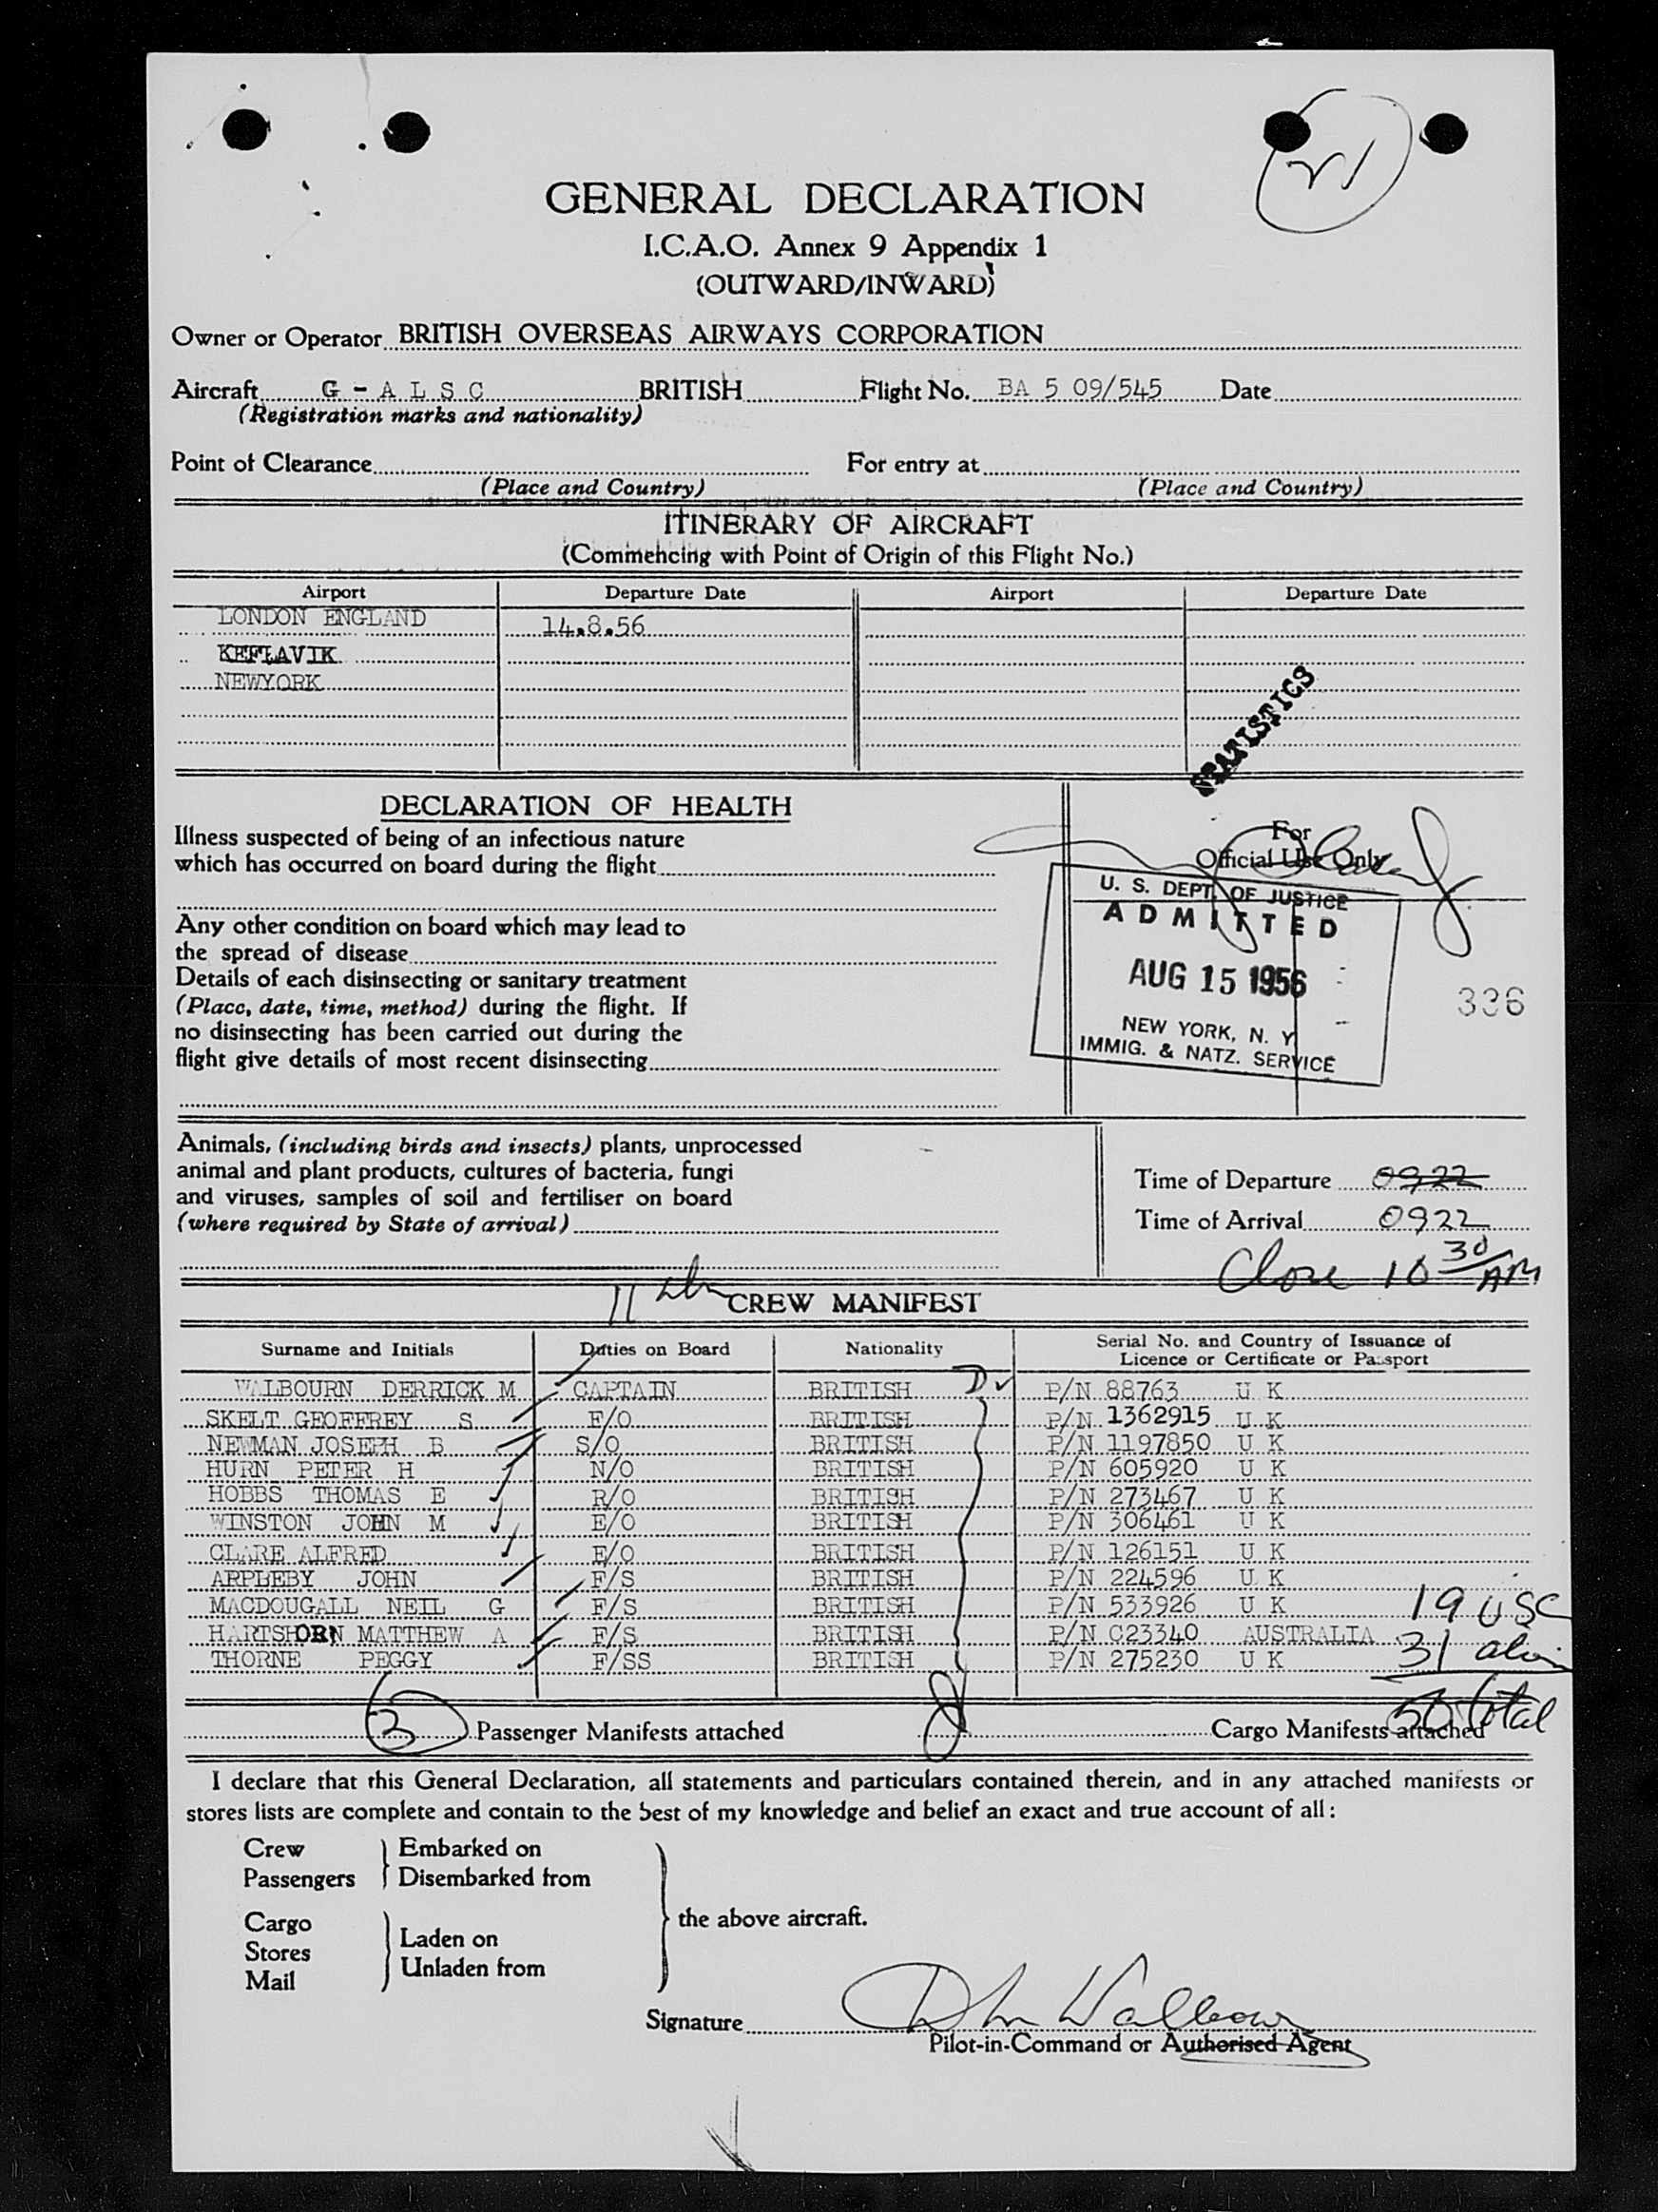 21
GENERAL DECLARATION
I.C.A.O. Annex 9 Appendix 1
(OUTWARD/INWARD)
Owner or Operator BRITISH OVERSEAS AIRWAYS CORPORATION
Aircraft G - A L S C BRITISH Flight No. BA 5 09/545 Date
(Registration marks and nationality)
Point of Clearance For entry at
(Place and Country) (Place and Country)
ITINERARY OF AIRCRAFT
(Commencing with Point of Origin of this Flight No.)
Airport Departure Date Airport Departure Date
LONDON ENGLAND 14.8.56
KEFLAVIK
NEWYORK
STATISTICS
DECLARATION OF HEALTH
Illness suspected of being of an infectious nature
which has occurred on board during the flight
For
Official Use Only
Any other condition on board which may lead to
the spread of disease
Details of each disinsecting or sanitary treatment
(Place, date, time, method) during the flight. If
no disinsecting has been carried out during the
flight give details of most recent disinsecting
U. S. DEPT. OF JUSTICE
ADMITTED
AUG 15 1956
NEW YORK, N. Y.
IMMIG. & NATZ. SERVICE
336
Animals, (including birds and insects) plants, unprocessed
animal and plant products, cultures of bacteria, fungi
and viruses, samples of soil and fertiliser on board
(where required by State of arrival)
Time of Departure 0922
Time of Arrival 0922
Close 10 30 AM
11 CREW MANIFEST
Surname and Initials Duties on Board Nationality Serial No. and Country of Issuance of
Licence or Certificate or Passport
WALBOURN DERRICK M CAPTAIN BRITISH P/N 88763 U K
SKELT GEOFFREY S F/O BRITISH P/N 1362915 U K
NEWMAN JOSEPH B S/O BRITISH P/N 1197850 U K
HURN PETER H N/O BRITISH P/N 605920 U K
HOBBS THOMAS E R/O BRITISH P/N 273467 U K
WINSTON JOHN M E/O BRITISH P/N 306461 U K
CLARE ALFRED E/O BRITISH P/N 126151 U K
ARPLEBY JOHN F/S BRITISH P/N 224596 U K
MACDOUGALL NEIL G F/S BRITISH P/N 533926 U K 19 USC
HARTSHORN MATTHEW A F/S BRITISH P/N C23340 AUSTRALIA 31
THORNE PEGGY F/SS BRITISH P/N 275230 U K
50 total
3 Passenger Manifests attached Cargo Manifests attached
I declare that this General Declaration, all statements and particulars contained therein, and in any attached manifests or
stores lists are complete and contain to the best of my knowledge and belief an exact and true account of all:
Crew Embarked on
Passengers Disembarked from
Cargo
Stores
Mail
Laden on
Unladen from
the above aircraft.
Signature
Pilot-in-Command or Authorised Agent